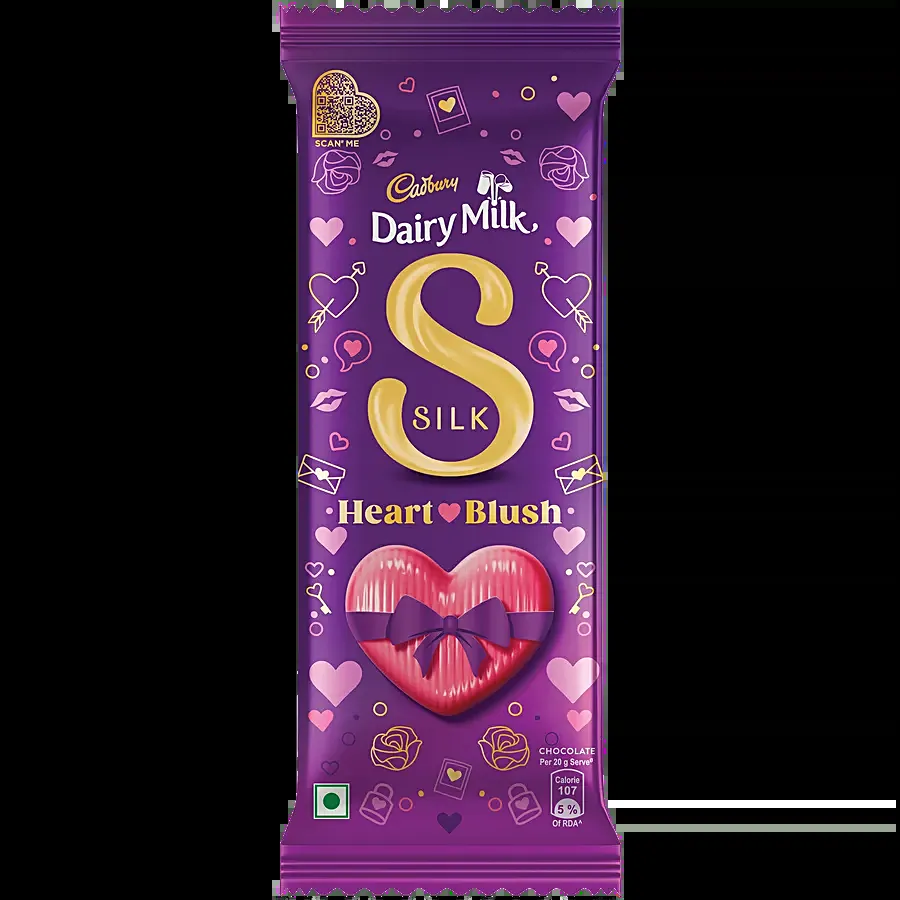 SCAN* ME
Cadbury
Dairy Milk
S
SILK
Heart Blush
CHOCOLATE
Per 20 g Serve#
Calorie
107
5 %
Of RDA^